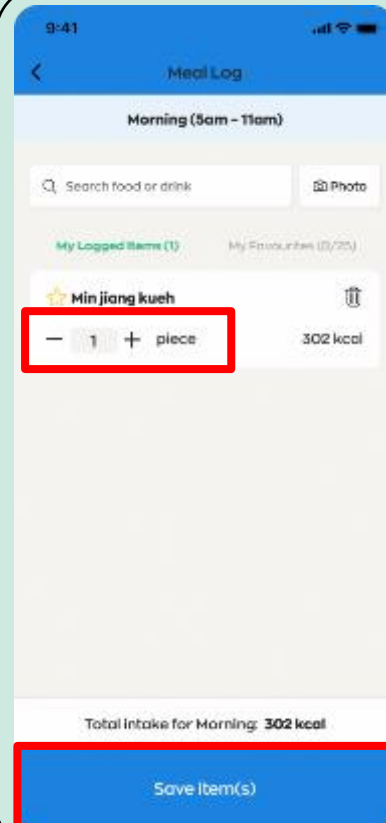 9:41
Meal Log
Morning (5am - 11am)
Search food or drink
Photo
My Logged Items (1) My Favourites (0/25)
Min jiang kueh
− 1 + piece 302 kcal
Total intake for Morning: 302 kcal
Save Item(s)